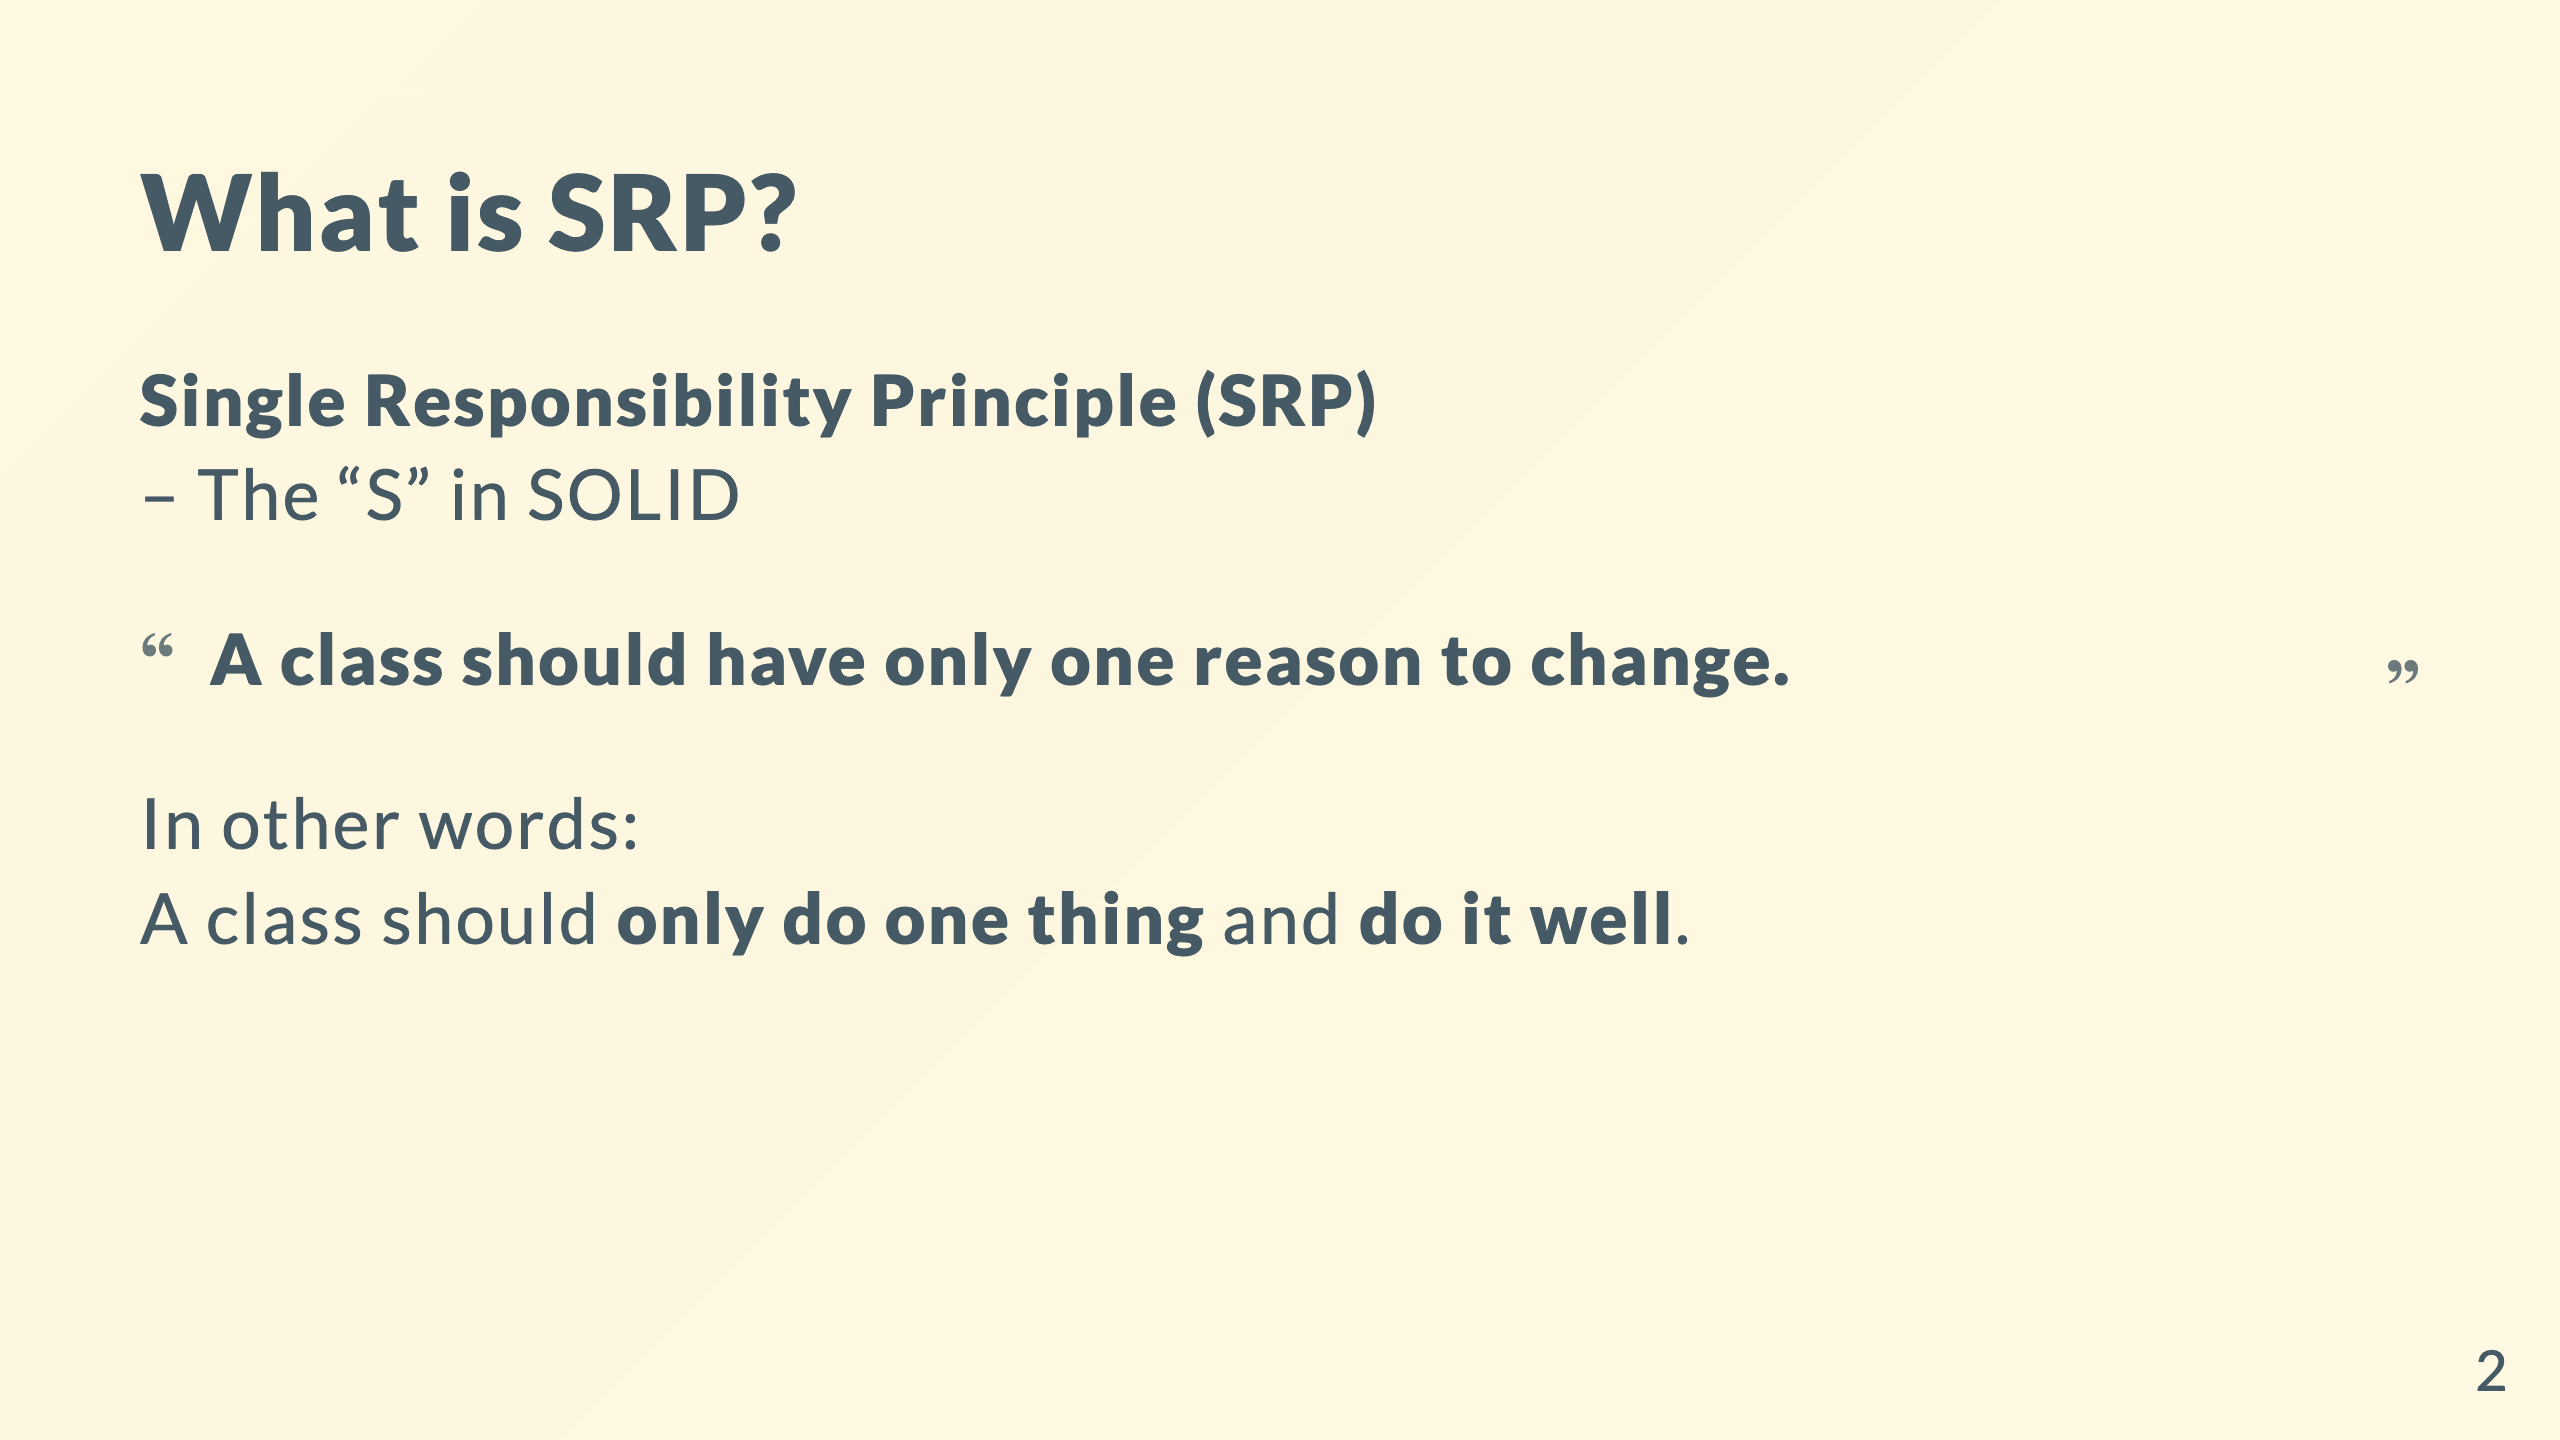 What is SRP?
Single Responsibility Principle (SRP)
– The “S” in SOLID
“ A class should have only one reason to change. ”
In other words:
A class should only do one thing and do it well.
2